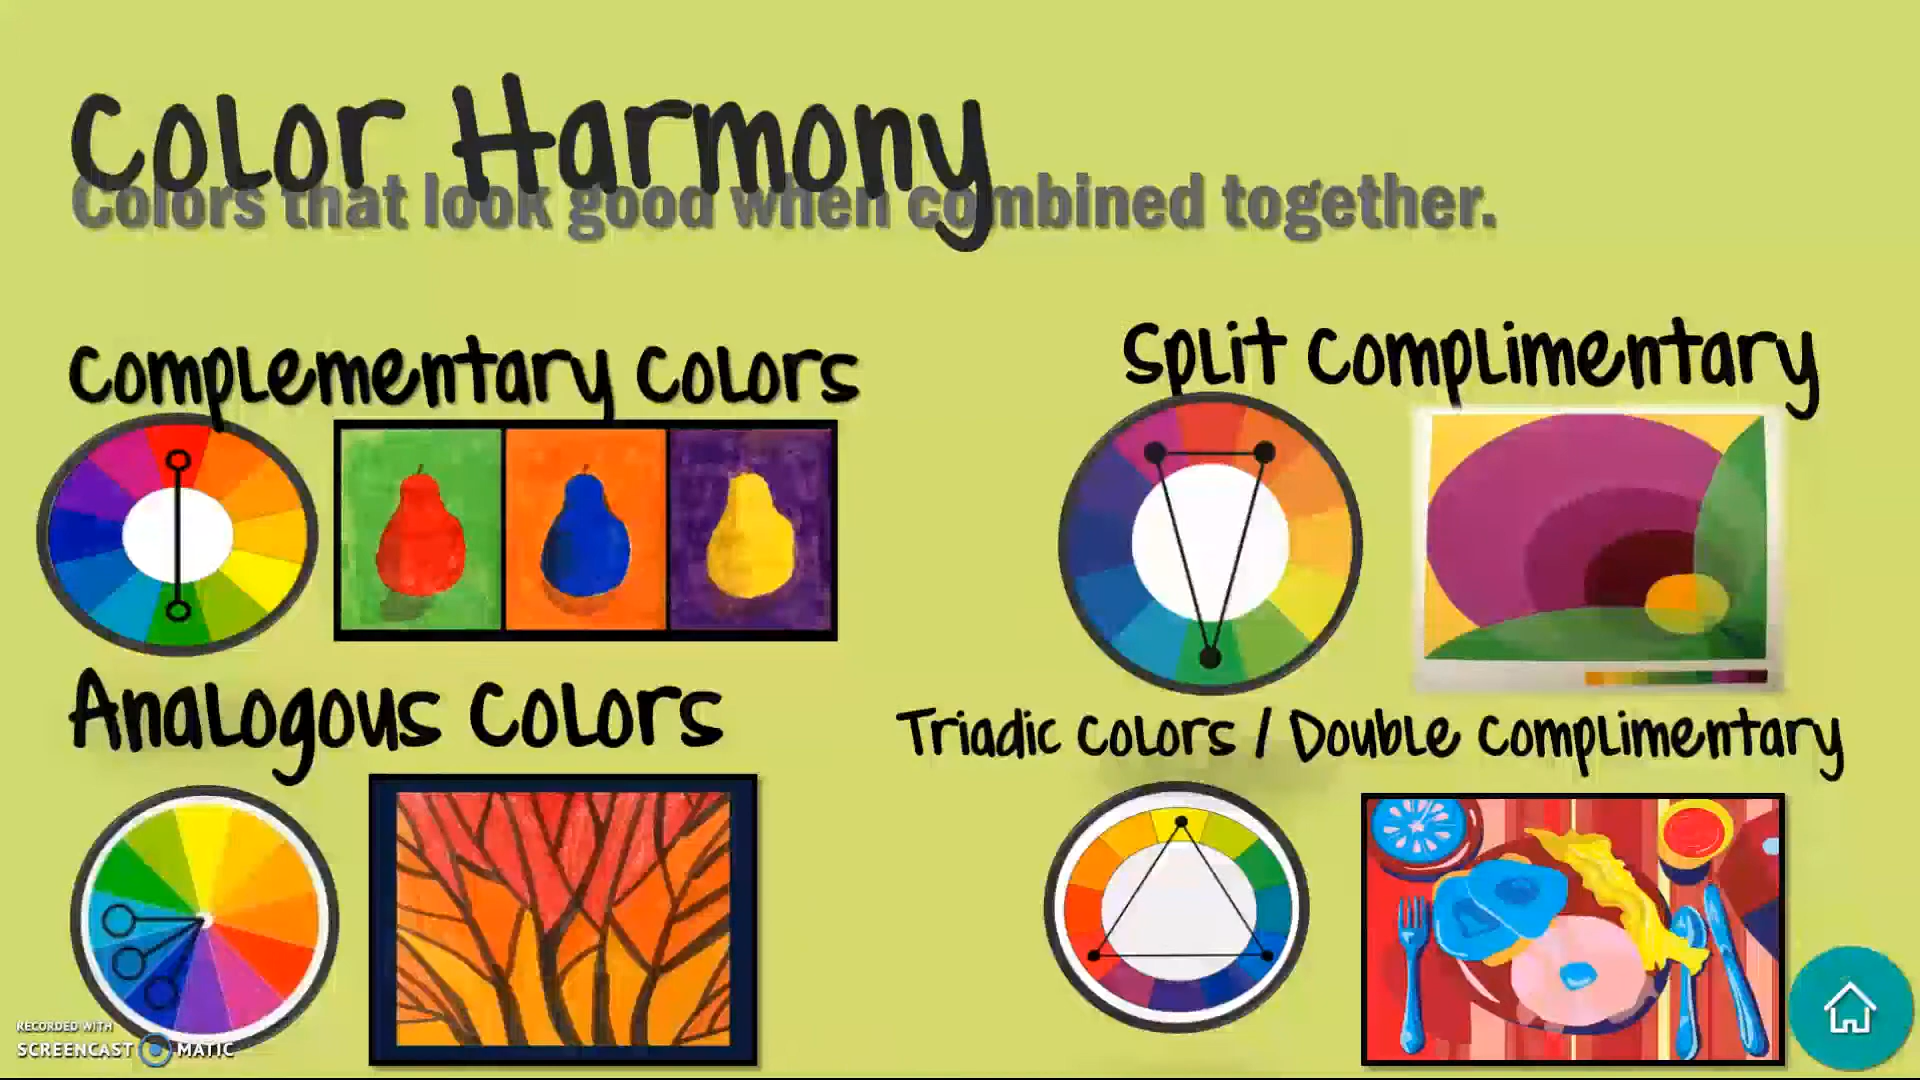 Color Harmony
Colors that look good when combined together.
Complementary Colors
Split Complimentary
Analogous Colors
Triadic Colors / Double Complimentary
RECORDED WITH
SCREENCAST MATIC